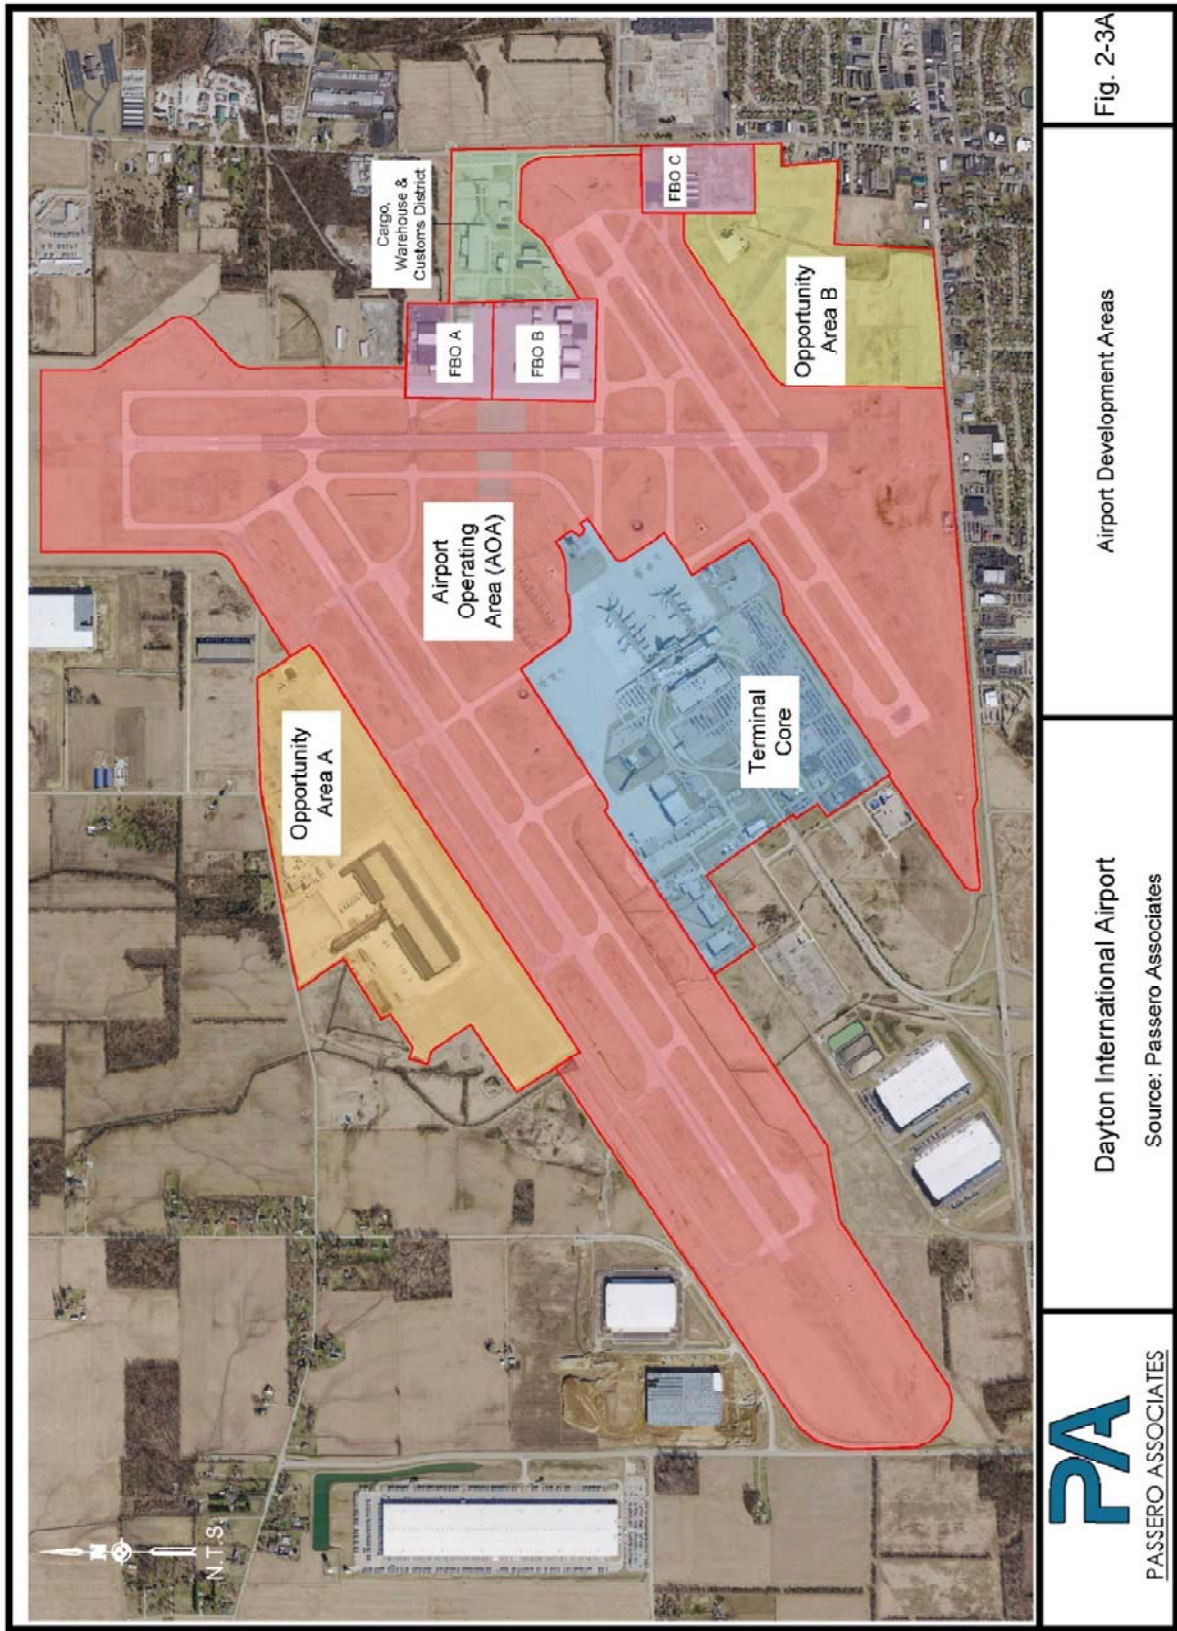 Cargo,
Warehouse &
Customs District
FBO A
FBO B
FBO C
Opportunity
Area B
Airport
Operating
Area (AOA)
Terminal
Core
Opportunity
Area A
N
N.T.S.
PA
PASSERO ASSOCIATES
Dayton International Airport
Source: Passero Associates
Airport Development Areas
Fig. 2-3A